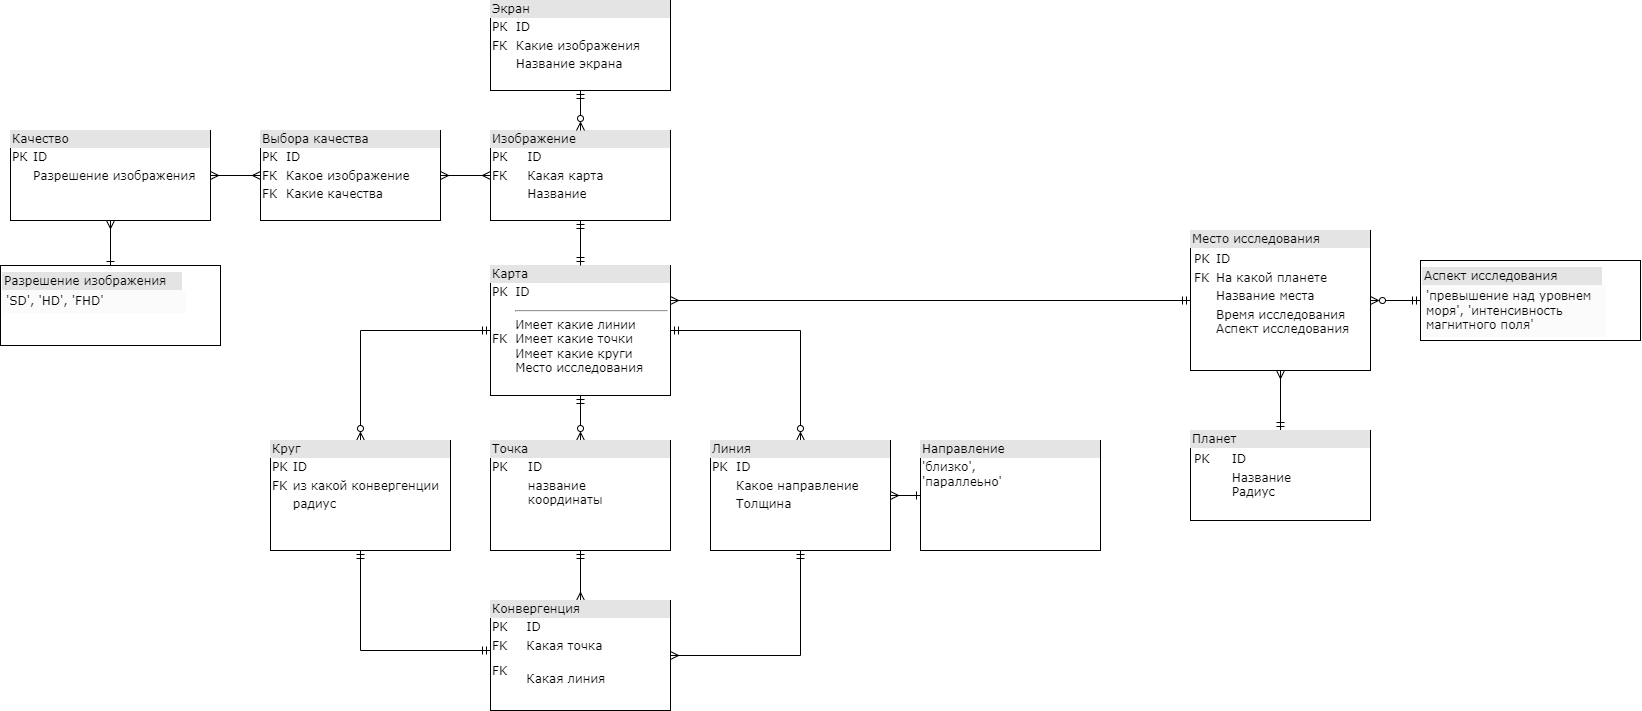 Экран
PK ID
FK Какие изображения
Название экрана
Качество
PK ID
Разрешение изображения
Выбора качества
PK ID
FK Какое изображение
FK Какие качества
Изображение
PK ID
FK Какая карта
Название
Разрешение изображения
'SD', 'HD', 'FHD'
Карта
PK ID
Имеет какие линии
FK Имеет какие точки
Имеет какие круги
Место исследования
Место исследования
PK ID
FK На какой планете
Название места
Время исследования
Аспект исследования
Аспект исследования
'превышение над уровнем
моря', 'интенсивность
магнитного поля'
Круг
PK ID
FK из какой конвергенции
радиус
Точка
PK ID
название
координаты
Линия
PK ID
Какое направление
Толщина
Направление
'близко',
'параллеьно'
Планет
PK ID
Название
Радиус
Конвергенция
PK ID
FK Какая точка
FK
Какая линия